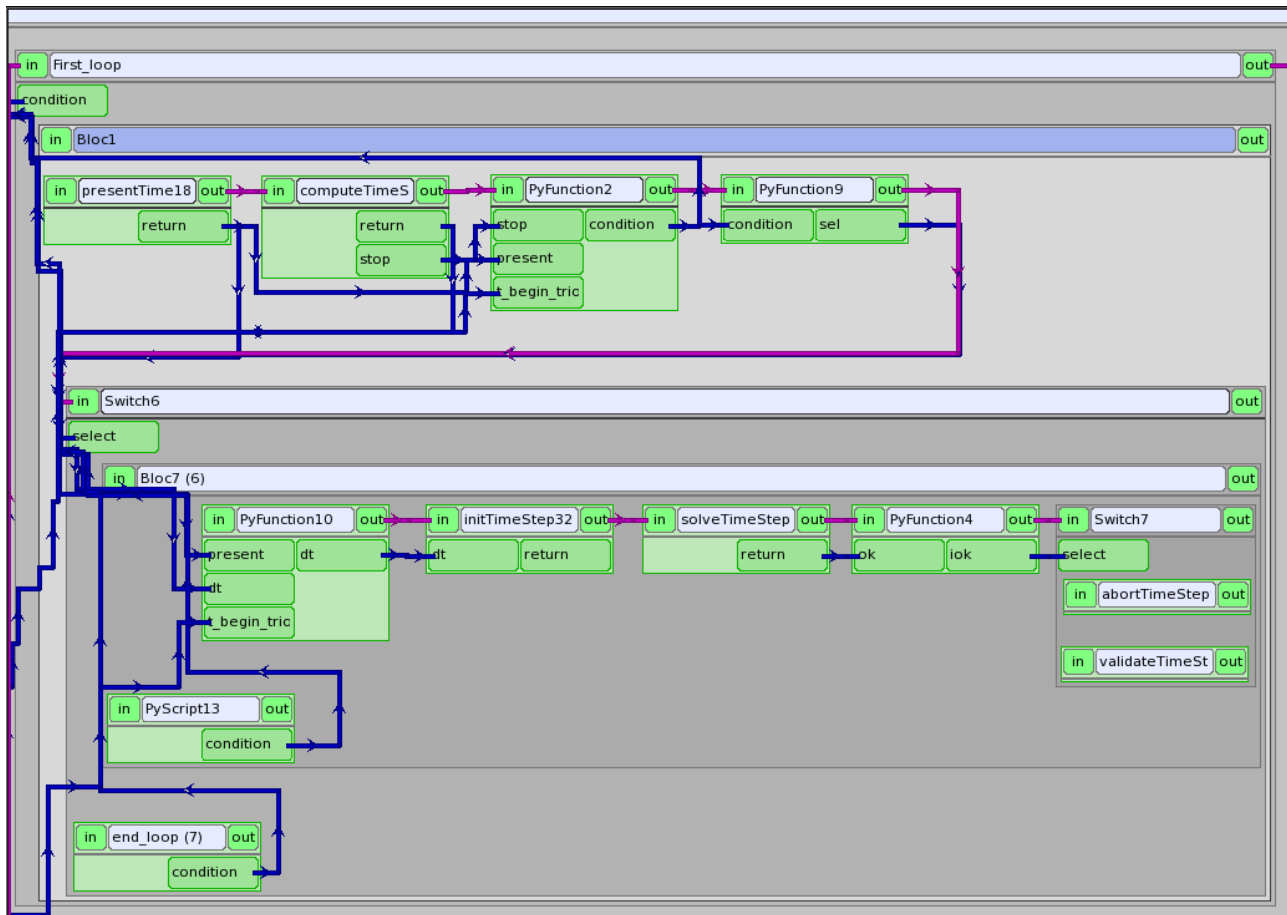 in First_loop out
condition
in Bloc1 out
in presentTime18 out in computeTimeS out in PyFunction2 out in PyFunction9 out
return return stop condition condition sel
stop present
t_begin_tric
in Switch6 out
select
in Bloc7 (6) out
in PyFunction10 out in initTimeStep32 out in solveTimeStep out in PyFunction4 out in Switch7 out
present dt dt return return ok iok select
dt in abortTimeStep out
t_begin_tric
in validateTimeSt out
in PyScript13 out
condition
in end_loop (7) out
condition